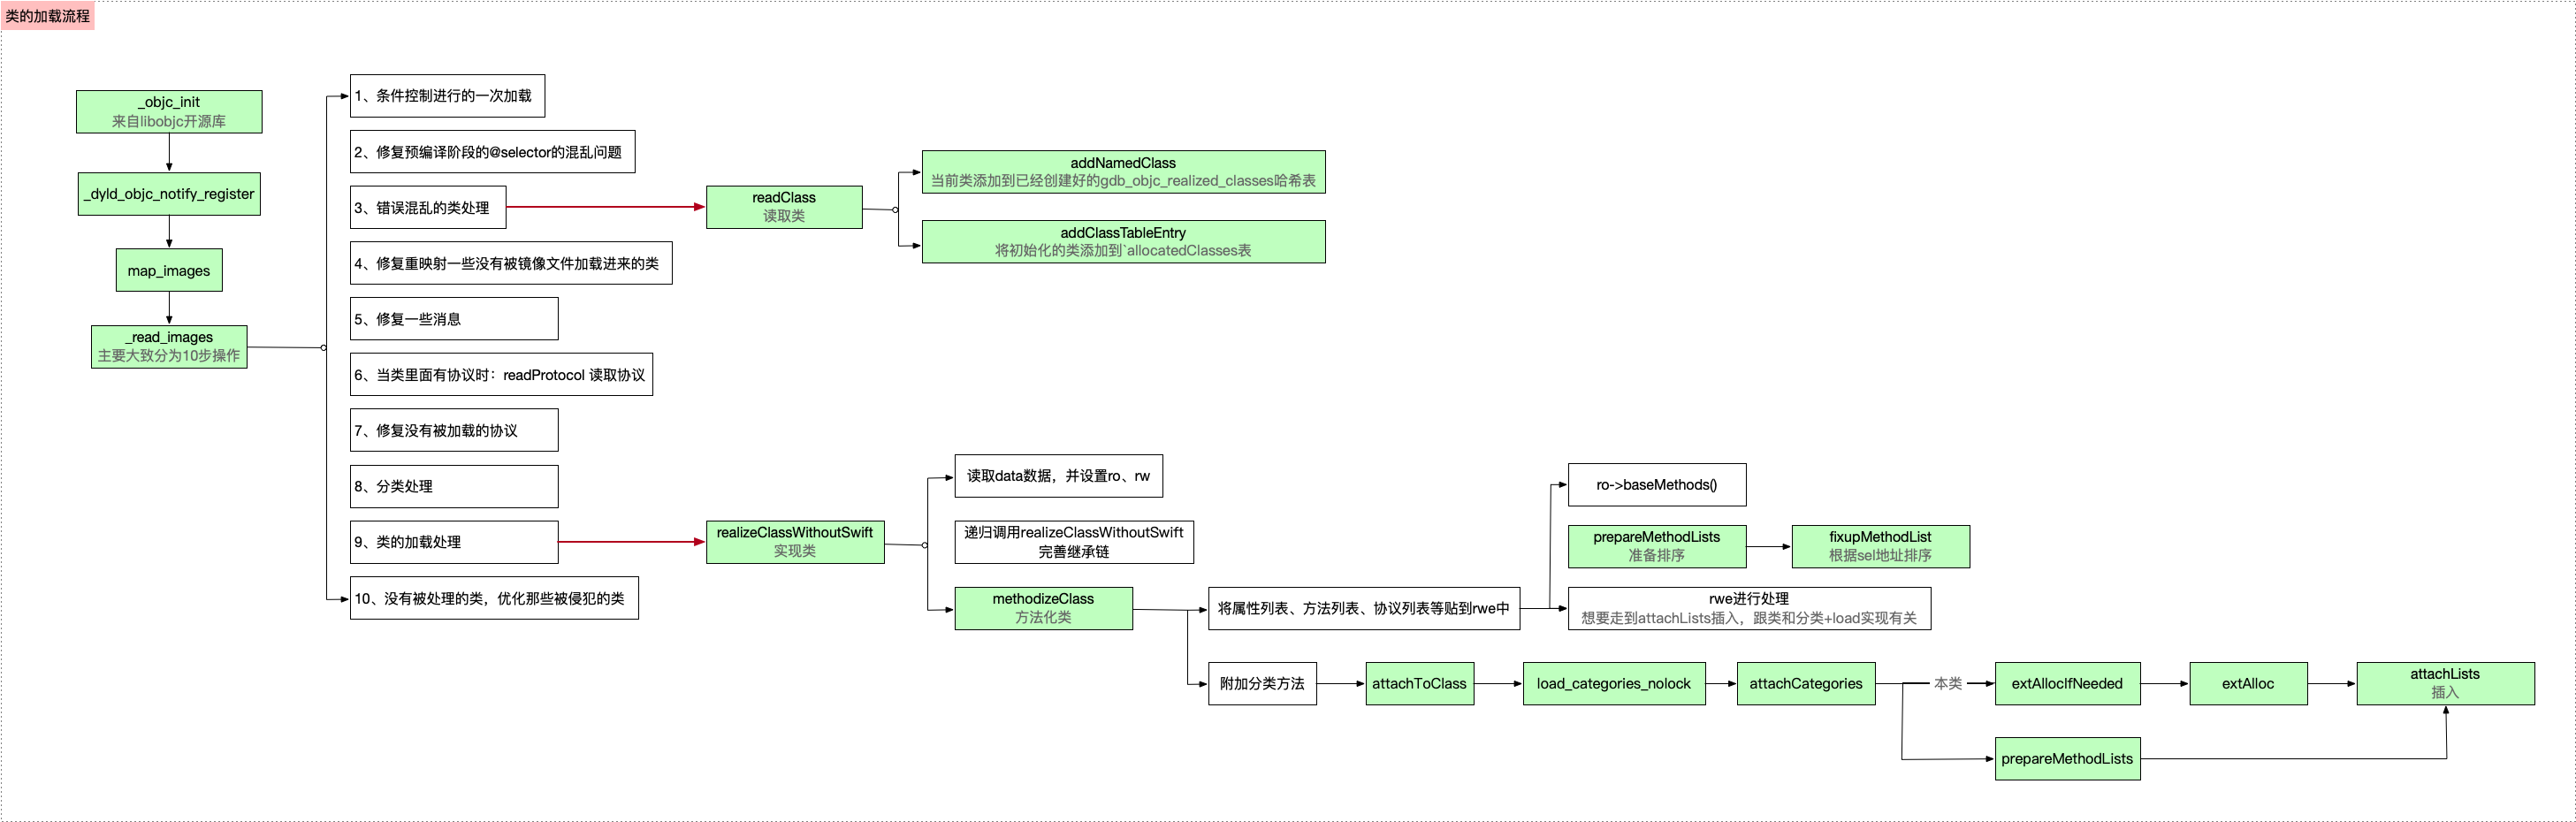 类的加载流程
_objc_init
来自libobjc开源库
_dyld_objc_notify_register
map_images
_read_images
主要大致分为10步操作
1、条件控制进行的一次加载
2、修复预编译阶段的@selector的混乱问题
3、错误混乱的类处理
4、修复重映射一些没有被镜像文件加载进来的类
5、修复一些消息
6、当类里面有协议时：readProtocol 读取协议
7、修复没有被加载的协议
8、分类处理
9、类的加载处理
10、没有被处理的类，优化那些被侵犯的类
readClass
读取类
addNamedClass
当前类添加到已经创建好的gdb_objc_realized_classes哈希表
addClassTableEntry
将初始化的类添加到`allocatedClasses表
realizeClassWithoutSwift
实现类
读取data数据，并设置ro、rw
递归调用realizeClassWithoutSwift
完善继承链
methodizeClass
方法化类
将属性列表、方法列表、协议列表等贴到rwe中
ro->baseMethods()
prepareMethodLists
准备排序
fixupMethodList
根据sel地址排序
rwe进行处理
想要走到attachLists插入，跟类和分类+load实现有关
附加分类方法
attachToClass
load_categories_nolock
attachCategories
本类
extAllocIfNeeded
extAlloc
attachLists
插入
prepareMethodLists